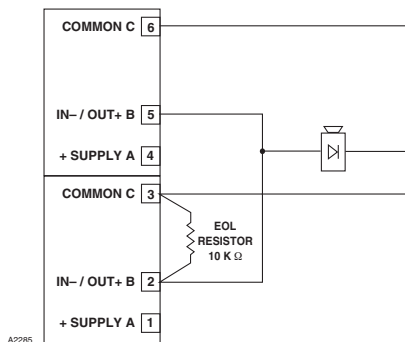 COMMON C 6
IN– / OUT+ B 5
+ SUPPLY A 4
COMMON C 3
EOL
RESISTOR
10 K Ω
IN– / OUT+ B 2
+ SUPPLY A 1
A2285